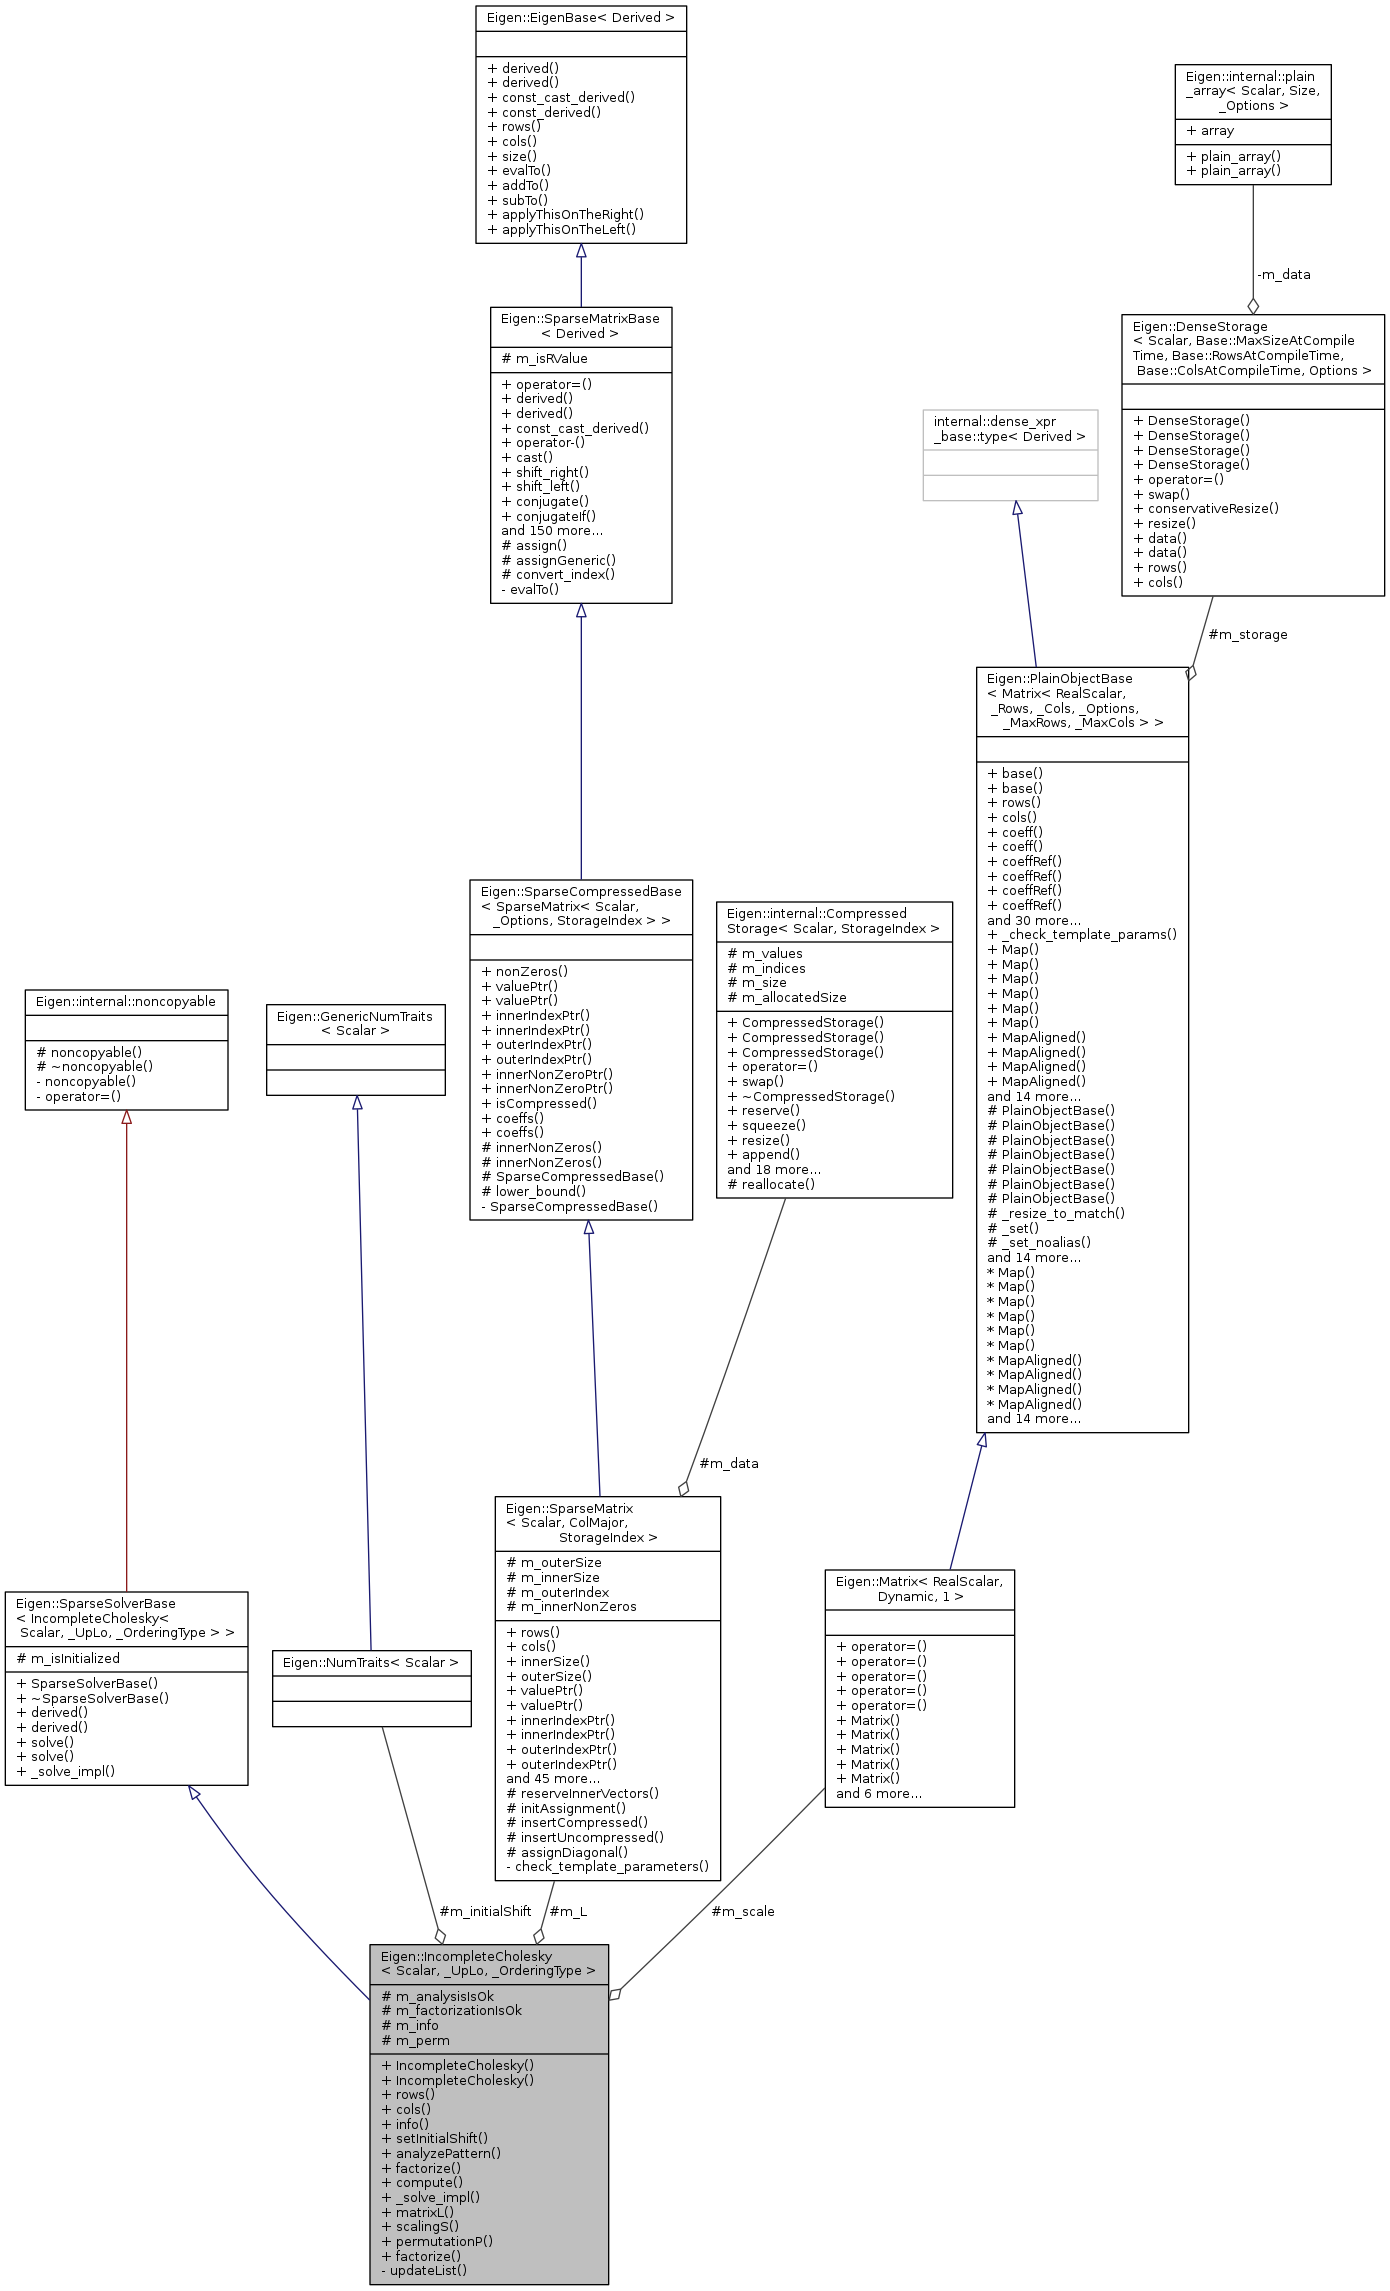 Eigen::EigenBase< Derived >
+ derived()
+ derived()
+ const_cast_derived()
+ const_derived()
+ rows()
+ cols()
+ size()
+ evalTo()
+ addTo()
+ subTo()
+ applyThisOnTheRight()
+ applyThisOnTheLeft()
Eigen::internal::plain
_array< Scalar, Size,
_Options >
+ array
+ plain_array()
+ plain_array()
-m_data
Eigen::SparseMatrixBase
< Derived >
# m_isRValue
+ operator=()
+ derived()
+ derived()
+ const_cast_derived()
+ operator-()
+ cast()
+ shift_right()
+ shift_left()
+ conjugate()
+ conjugateIf()
and 150 more...
# assign()
# assignGeneric()
# convert_index()
- evalTo()
Eigen::DenseStorage
< Scalar, Base::MaxSizeAtCompile
Time, Base::RowsAtCompileTime,
Base::ColsAtCompileTime, Options >
+ DenseStorage()
+ DenseStorage()
+ DenseStorage()
+ DenseStorage()
+ operator=()
+ swap()
+ conservativeResize()
+ resize()
+ data()
+ data()
+ rows()
+ cols()
internal::dense_xpr
_base::type< Derived >
#m_storage
Eigen::PlainObjectBase
< Matrix< RealScalar,
_Rows, _Cols, _Options,
_MaxRows, _MaxCols > >
+ base()
+ base()
+ rows()
+ cols()
+ coeff()
+ coeff()
+ coeffRef()
+ coeffRef()
+ coeffRef()
+ coeffRef()
and 30 more...
+ _check_template_params()
+ Map()
+ Map()
+ Map()
+ Map()
+ Map()
+ Map()
+ MapAligned()
+ MapAligned()
+ MapAligned()
+ MapAligned()
and 14 more...
# PlainObjectBase()
# PlainObjectBase()
# PlainObjectBase()
# PlainObjectBase()
# PlainObjectBase()
# PlainObjectBase()
# PlainObjectBase()
# _resize_to_match()
# _set()
# _set_noalias()
and 14 more...
* Map()
* Map()
* Map()
* Map()
* Map()
* Map()
* MapAligned()
* MapAligned()
* MapAligned()
* MapAligned()
and 14 more...
Eigen::SparseCompressedBase
< SparseMatrix< Scalar,
_Options, StorageIndex > >
+ nonZeros()
+ valuePtr()
+ valuePtr()
+ innerIndexPtr()
+ innerIndexPtr()
+ outerIndexPtr()
+ outerIndexPtr()
+ innerNonZeroPtr()
+ innerNonZeroPtr()
+ isCompressed()
+ coeffs()
+ coeffs()
# innerNonZeros()
# innerNonZeros()
# SparseCompressedBase()
# lower_bound()
- SparseCompressedBase()
Eigen::internal::Compressed
Storage< Scalar, StorageIndex >
# m_values
# m_indices
# m_size
# m_allocatedSize
+ CompressedStorage()
+ CompressedStorage()
+ CompressedStorage()
+ operator=()
+ swap()
+ ~CompressedStorage()
+ reserve()
+ squeeze()
+ resize()
+ append()
and 18 more...
# reallocate()
Eigen::internal::noncopyable
# noncopyable()
# ~noncopyable()
- noncopyable()
- operator=()
Eigen::GenericNumTraits
< Scalar >
#m_data
Eigen::SparseMatrix
< Scalar, ColMajor,
StorageIndex >
# m_outerSize
# m_innerSize
# m_outerIndex
# m_innerNonZeros
+ rows()
+ cols()
+ innerSize()
+ outerSize()
+ valuePtr()
+ valuePtr()
+ innerIndexPtr()
+ innerIndexPtr()
+ outerIndexPtr()
+ outerIndexPtr()
and 45 more...
# reserveInnerVectors()
# initAssignment()
# insertCompressed()
# insertUncompressed()
# assignDiagonal()
- check_template_parameters()
Eigen::Matrix< RealScalar,
Dynamic, 1 >
+ operator=()
+ operator=()
+ operator=()
+ operator=()
+ operator=()
+ Matrix()
+ Matrix()
+ Matrix()
+ Matrix()
+ Matrix()
and 6 more...
Eigen::SparseSolverBase
< IncompleteCholesky<
Scalar, _UpLo, _OrderingType > >
# m_isInitialized
+ SparseSolverBase()
+ ~SparseSolverBase()
+ derived()
+ derived()
+ solve()
+ solve()
+ _solve_impl()
Eigen::NumTraits< Scalar >
#m_initialShift
#m_L
#m_scale
Eigen::IncompleteCholesky
< Scalar, _UpLo, _OrderingType >
# m_analysisIsOk
# m_factorizationIsOk
# m_info
# m_perm
+ IncompleteCholesky()
+ IncompleteCholesky()
+ rows()
+ cols()
+ info()
+ setInitialShift()
+ analyzePattern()
+ factorize()
+ compute()
+ _solve_impl()
+ matrixL()
+ scalingS()
+ permutationP()
+ factorize()
- updateList()